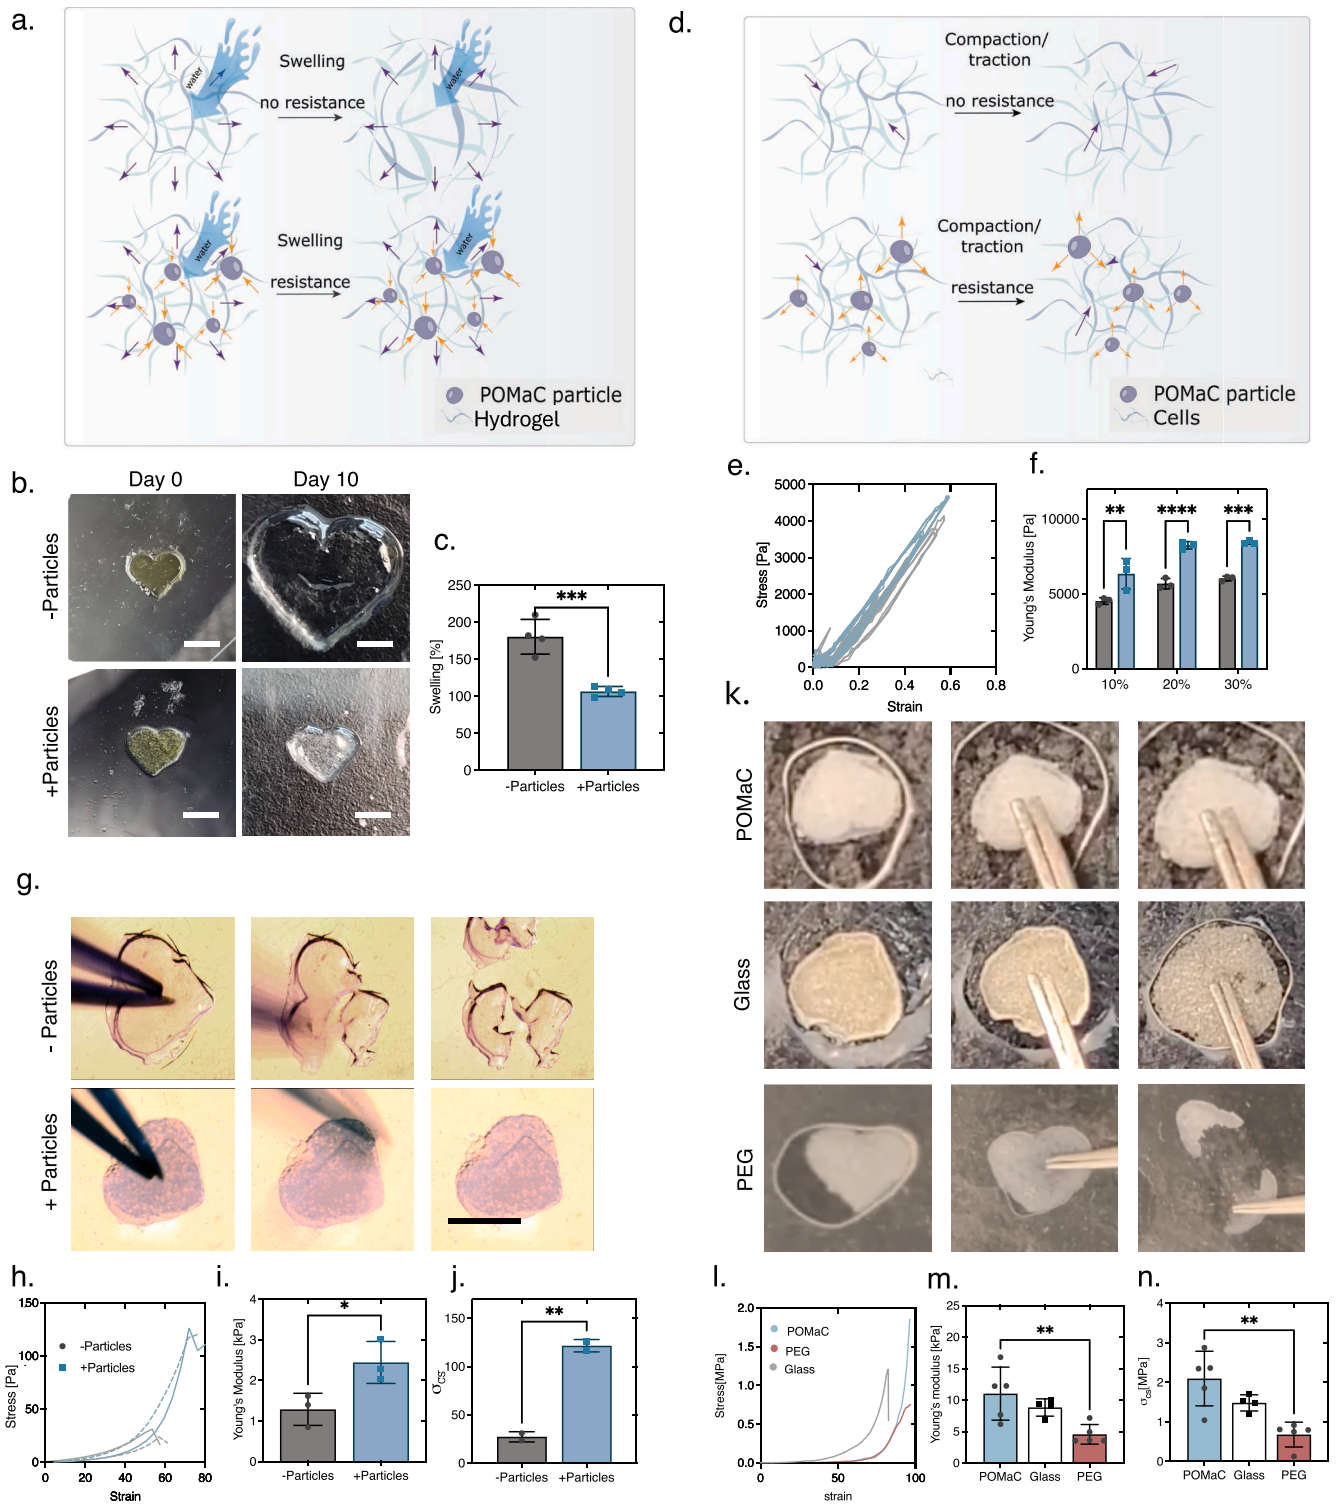 a.
water
Swelling
no resistance
water
water
Swelling
resistance
water
POMaC particle
Hydrogel
d.
Compaction/
traction
no resistance
Compaction/
traction
resistance
POMaC particle
Cells
b.
Day 0
Day 10
-Particles
+Particles
c.
Swelling [%]
250
200
150
100
50
0
***
-Particles
+Particles
e.
Stress [Pa]
5000
4000
3000
2000
1000
0
0.0
0.2
0.4
0.6
0.8
Strain
f.
Young's Modulus [Pa]
10000
5000
0
**
****
***
10%
20%
30%
g.
- Particles
+ Particles
k.
POMaC
Glass
PEG
h.
Stress [Pa]
150
100
50
0
-Particles
+Particles
0
20
40
60
80
Strain
i.
Young's Modulus [kPa]
4
3
2
1
0
*
-Particles
+Particles
j.
σcs
150
100
50
0
**
-Particles
+Particles
l.
Stress[MPa]
2.0
1.5
1.0
0.5
0.0
POMaC
PEG
Glass
0
50
100
strain
m.
Young's modulus [kPa]
25
20
15
10
5
0
**
POMaC
Glass
PEG
n.
σcs[MPa]
4
3
2
1
0
**
POMaC
Glass
PEG